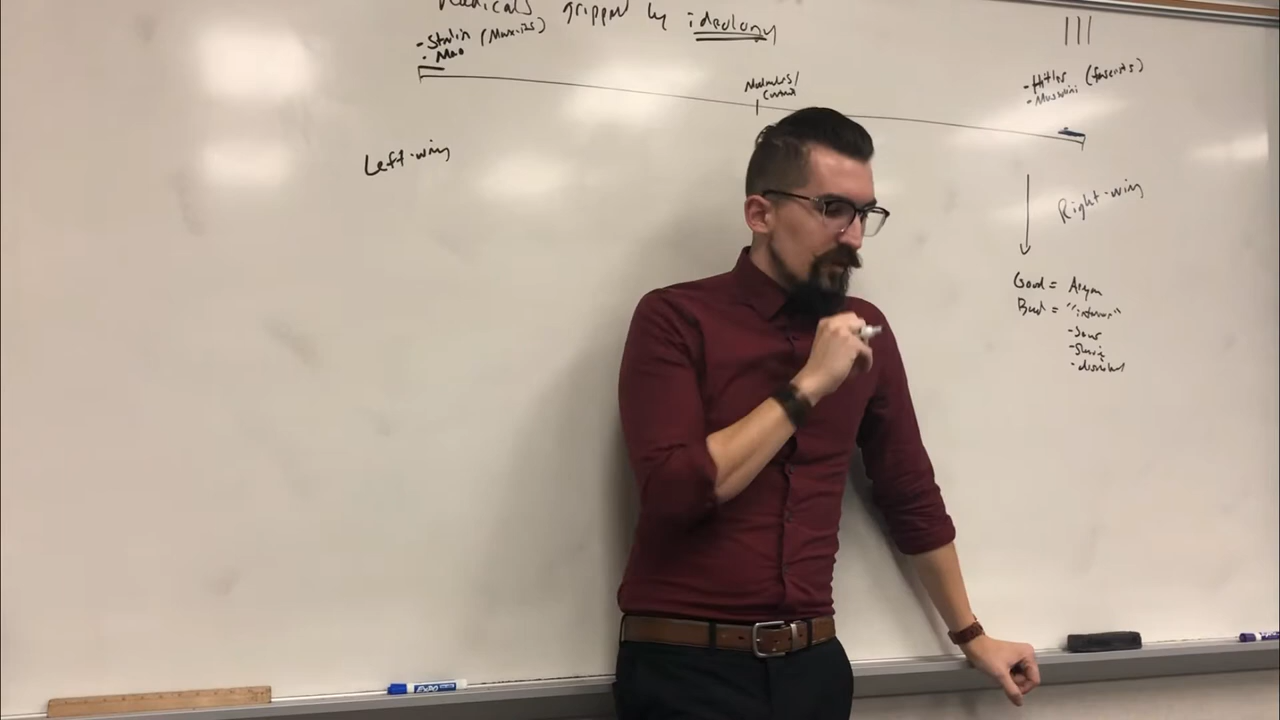 Radicals gripped by ideology
- Stalin (Marxists)
- Mao
Moderates/
Centrist
- Hitler (fascists)
- Mussolini
Left-wing
Right-wing
Good = Aryan
Bad = "inferior"
- Jews
- Slavic
- disabled
EXPO